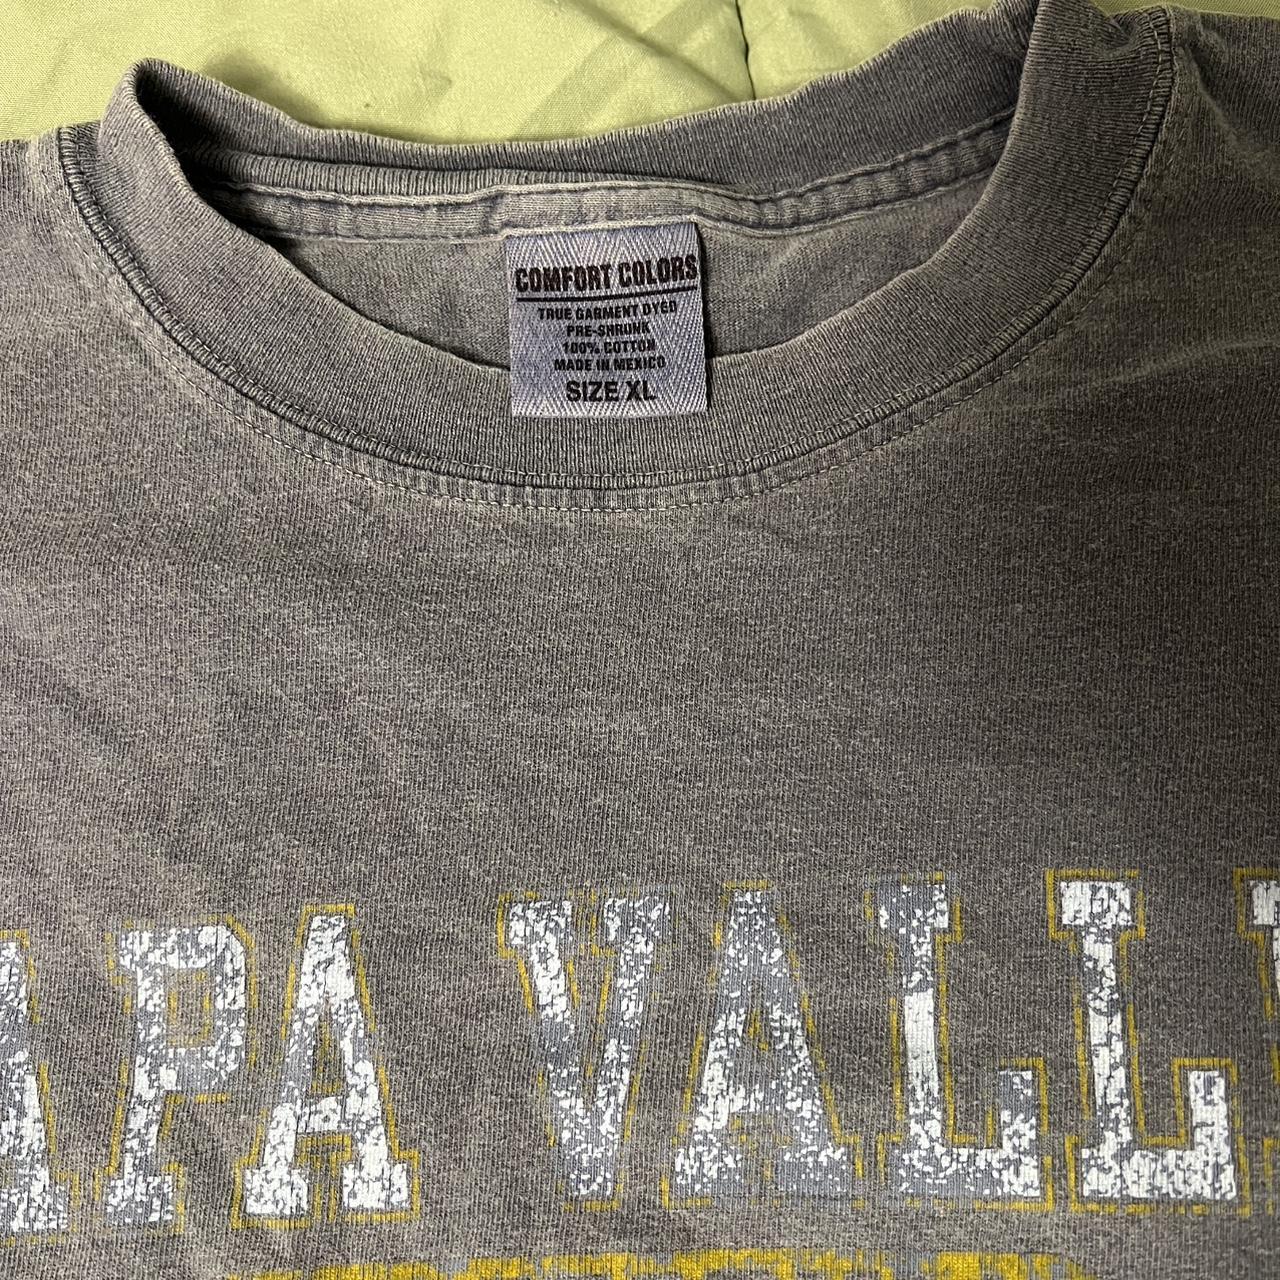 COMFORT COLORS
TRUE GARMENT DYED
PRE-SHRUNK
100% COTTON
MADE IN MEXICO
SIZE XL
APA VALL